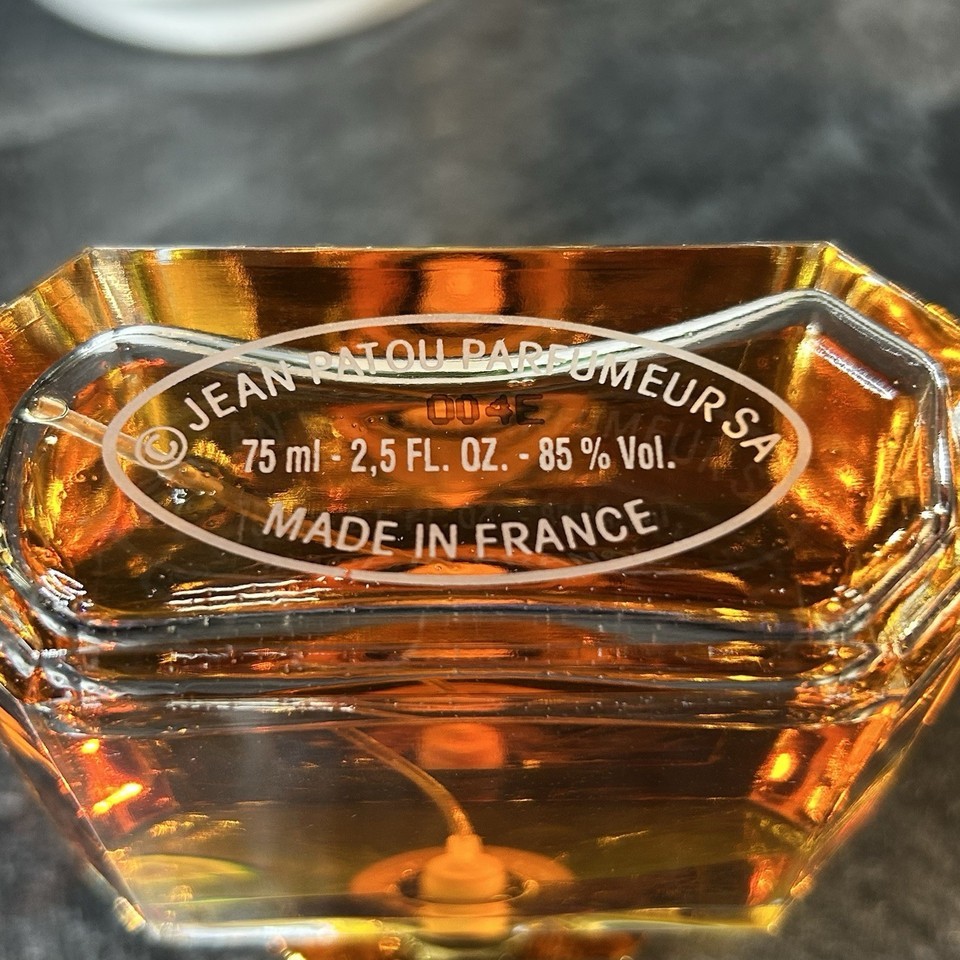 © JEAN PATOU PARFUMEUR SA
004E
75 ml - 2,5 FL. OZ. - 85 % Vol.
MADE IN FRANCE